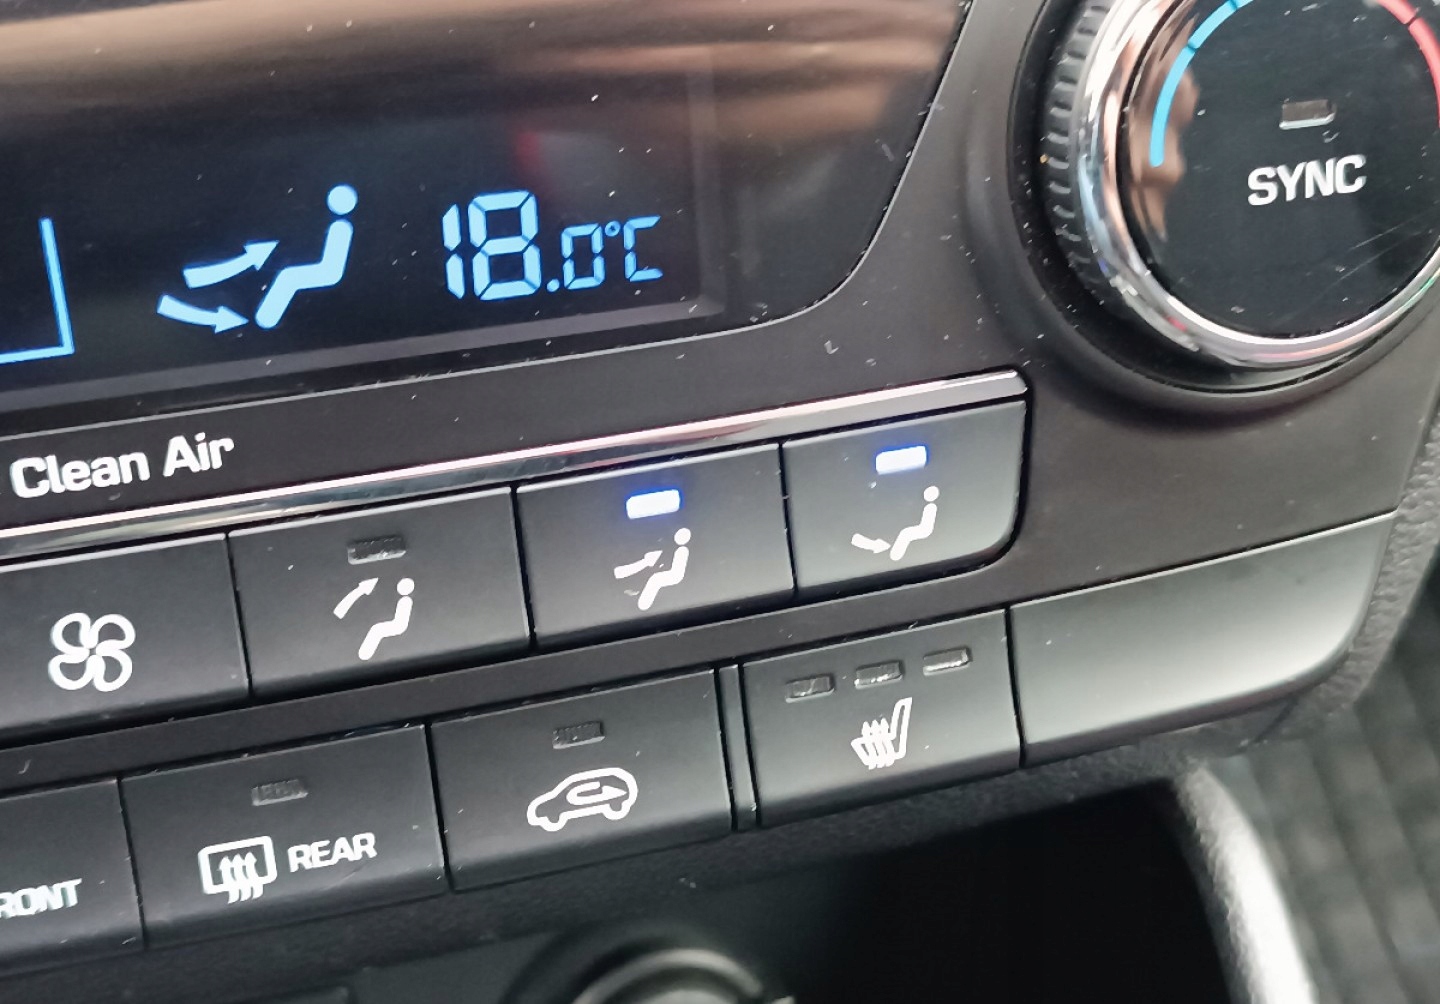 SYNC
18.0°C
Clean Air
REAR
RONT